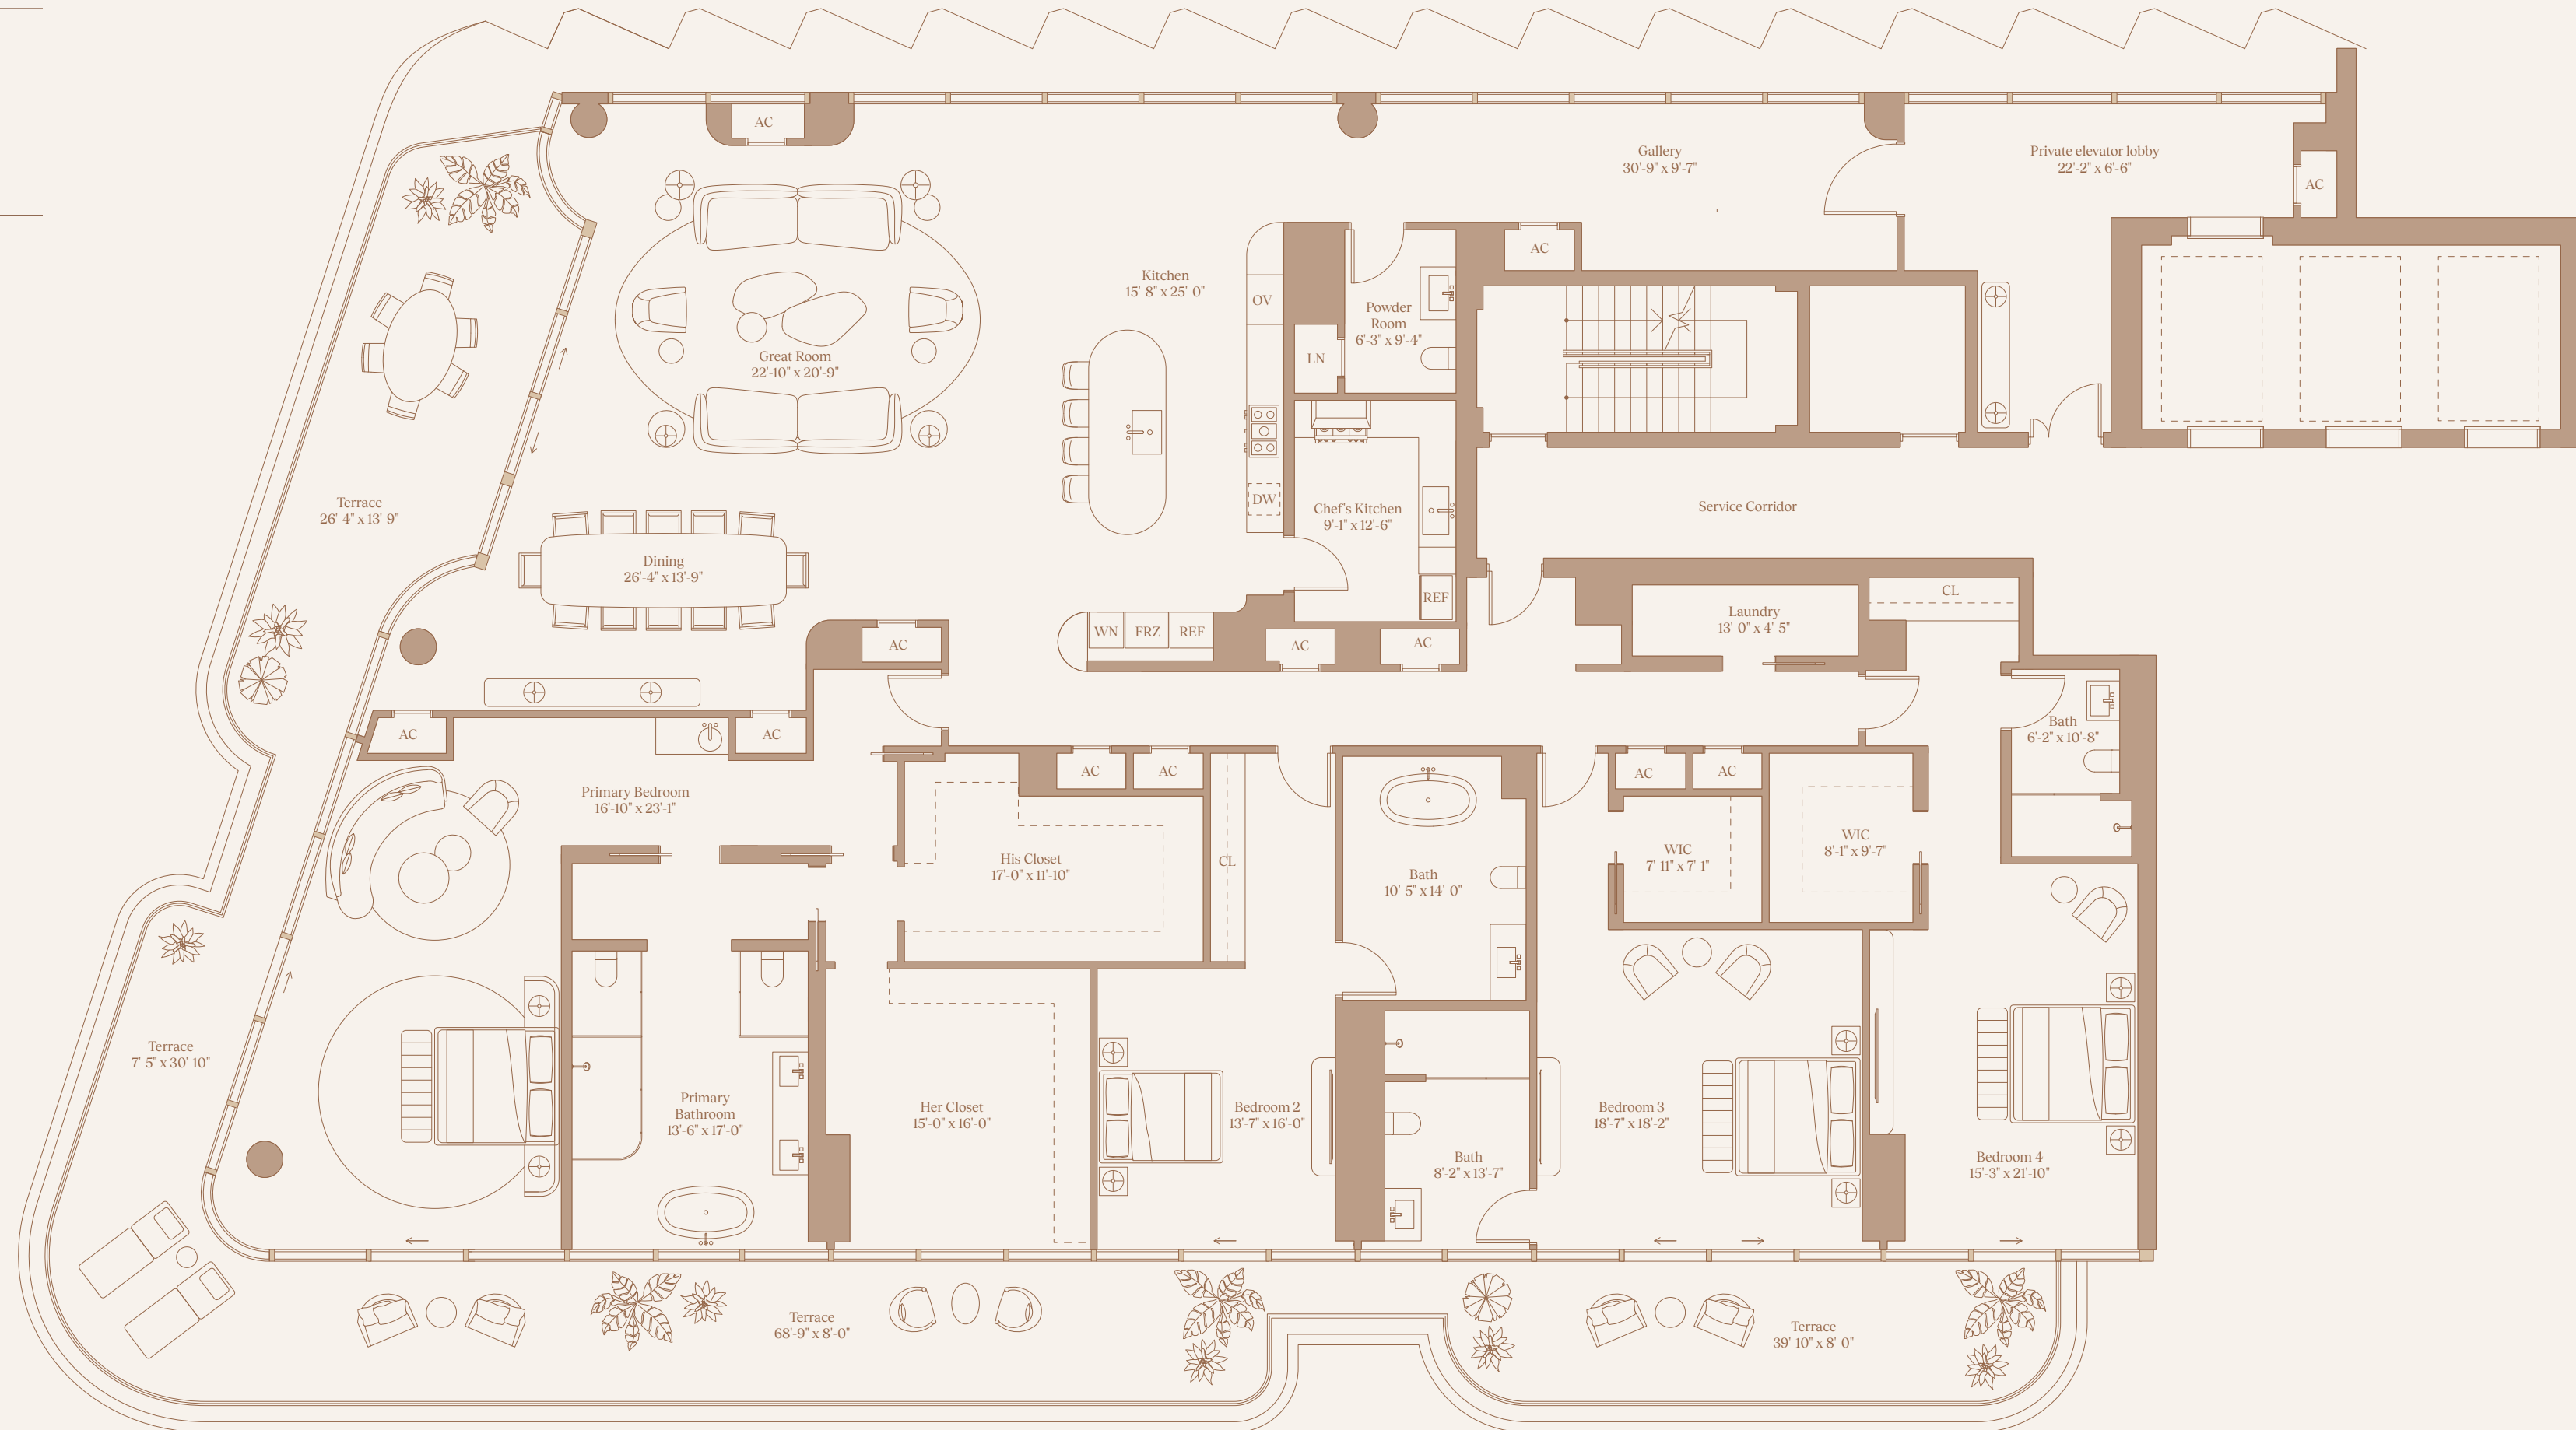 AC
Gallery
30'-9" x 9'-7"
Private elevator lobby
22'-2" x 6'-6"
AC
AC
Kitchen
15'-8" x 25'-0"
OV
Powder
Room
6'-3" x 9'-4"
LN
Great Room
22'-10" x 20'-9"
Terrace
26'-4" x 13'-9"
DW
Chef's Kitchen
9'-1" x 12'-6"
Service Corridor
Dining
26'-4" x 13'-9"
REF
CL
Laundry
13'-0" x 4'-5"
WN
FRZ
REF
AC
AC
AC
AC
AC
Bath
6'-2" x 10'-8"
Primary Bedroom
16'-10" x 23'-1"
AC
AC
AC
AC
His Closet
17'-0" x 11'-10"
CL
Bath
10'-5" x 14'-0"
WIC
7'-11" x 7'-1"
WIC
8'-1" x 9'-7"
Terrace
7'-5" x 30'-10"
Primary
Bathroom
13'-6" x 17'-0"
Her Closet
15'-0" x 16'-0"
Bedroom 2
13'-7" x 16'-0"
Bath
8'-2" x 13'-7"
Bedroom 3
18'-7" x 18'-2"
Bedroom 4
15'-3" x 21'-10"
Terrace
68'-9" x 8'-0"
Terrace
39'-10" x 8'-0"